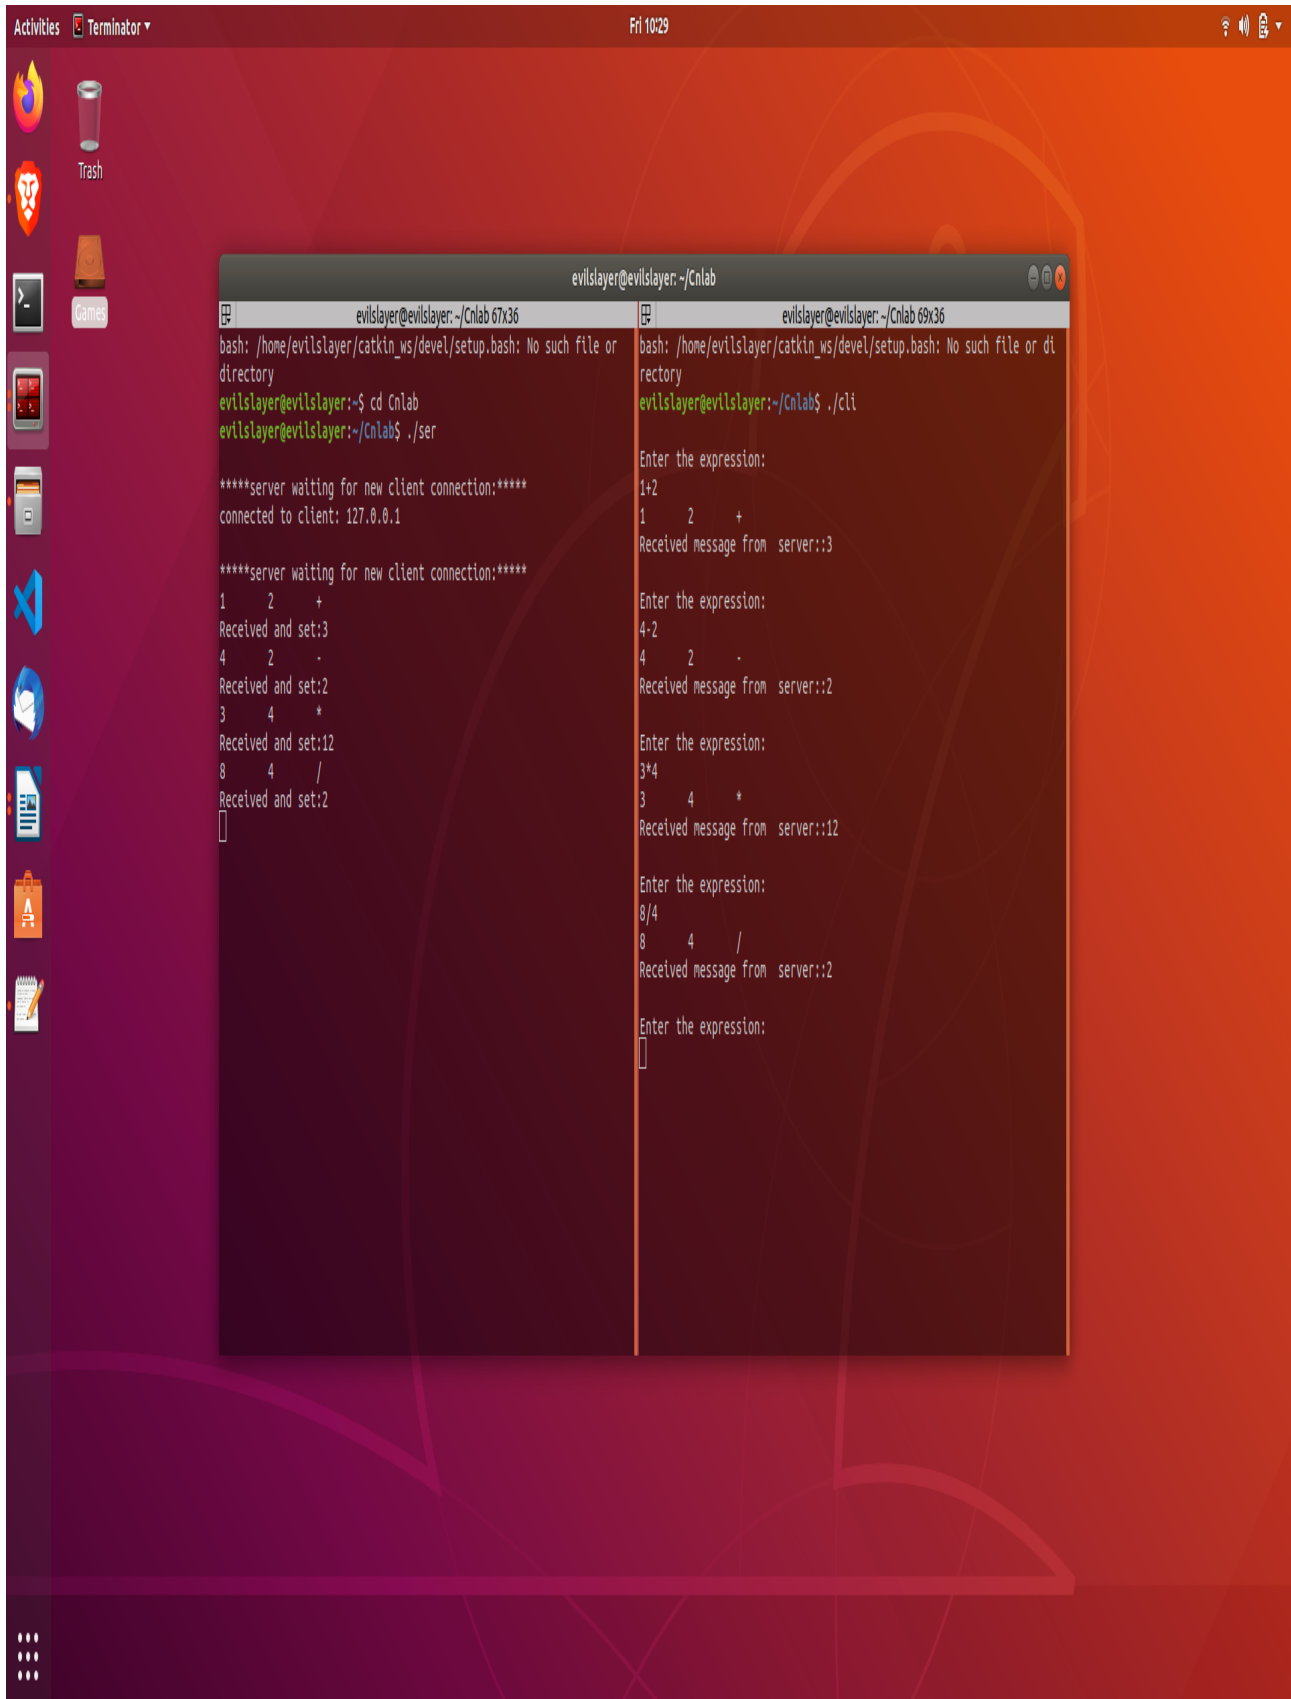 Activities Terminator ▾ Fri 10:29
Trash
Games
evilslayer@evilslayer: ~/Cnlab
evilslayer@evilslayer: ~/Cnlab 67x36
bash: /home/evilslayer/catkin_ws/devel/setup.bash: No such file or
directory
evilslayer@evilslayer:~$ cd Cnlab
evilslayer@evilslayer:~/Cnlab$ ./ser
*****server waiting for new client connection:*****
connected to client: 127.0.0.1
*****server waiting for new client connection:*****
1 2 +
Received and set:3
4 2 -
Received and set:2
3 4 *
Received and set:12
8 4 /
Received and set:2
evilslayer@evilslayer: ~/Cnlab 69x36
bash: /home/evilslayer/catkin_ws/devel/setup.bash: No such file or di
rectory
evilslayer@evilslayer:~/Cnlab$ ./cli
Enter the expression:
1+2
1 2 +
Received message from  server::3
Enter the expression:
4-2
4 2 -
Received message from  server::2
Enter the expression:
3*4
3 4 *
Received message from  server::12
Enter the expression:
8/4
8 4 /
Received message from  server::2
Enter the expression: